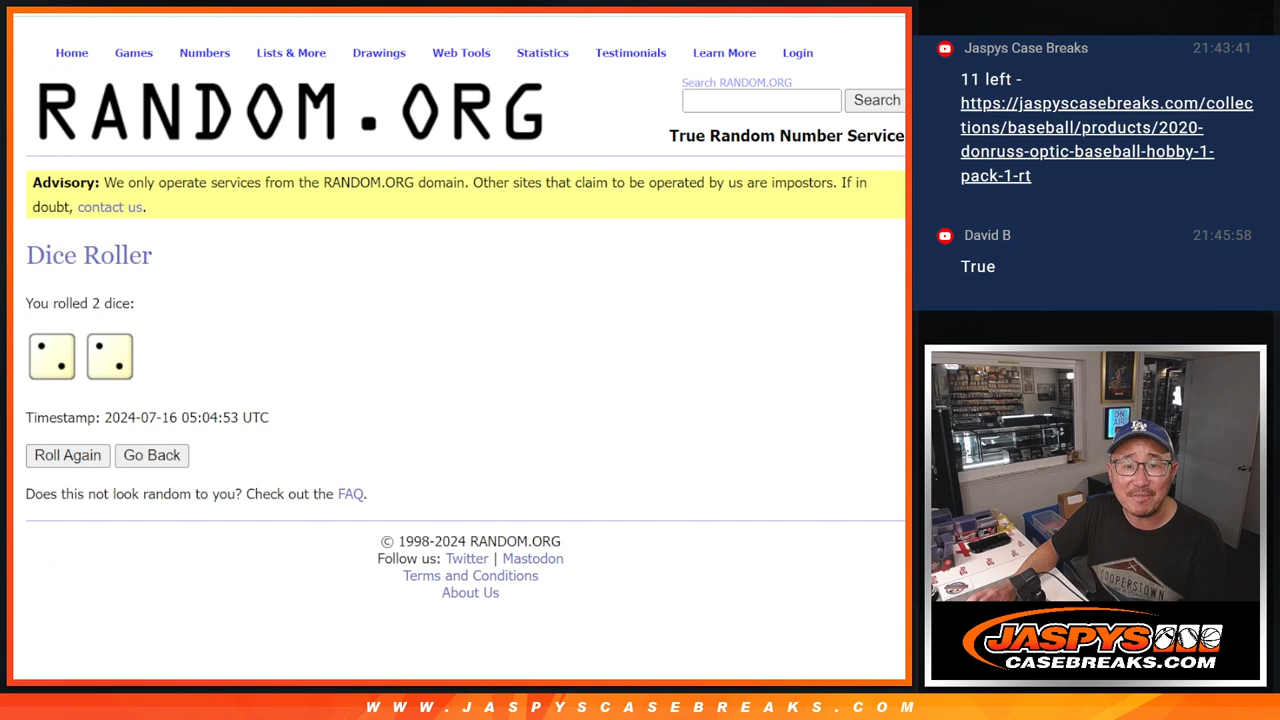 Home Games Numbers Lists & More Drawings Web Tools Statistics Testimonials Learn More Login
RANDOM.ORG
Search RANDOM.ORG
Search
True Random Number Service
Advisory: We only operate services from the RANDOM.ORG domain. Other sites that claim to be operated by us are impostors. If in
doubt, contact us.
Dice Roller
You rolled 2 dice:
Timestamp: 2024-07-16 05:04:53 UTC
Roll Again Go Back
Does this not look random to you? Check out the FAQ.
© 1998-2024 RANDOM.ORG
Follow us: Twitter | Mastodon
Terms and Conditions
About Us
Jaspys Case Breaks 21:43:41
11 left -
https://jaspyscasebreaks.com/collec
tions/baseball/products/2020-
donruss-optic-baseball-hobby-1-
pack-1-rt
David B 21:45:58
True
ON
AIR
LA
COOPERSTOWN
JASPYS
CASEBREAKS.COM
WWW.JASPYSCASEBREAKS.COM